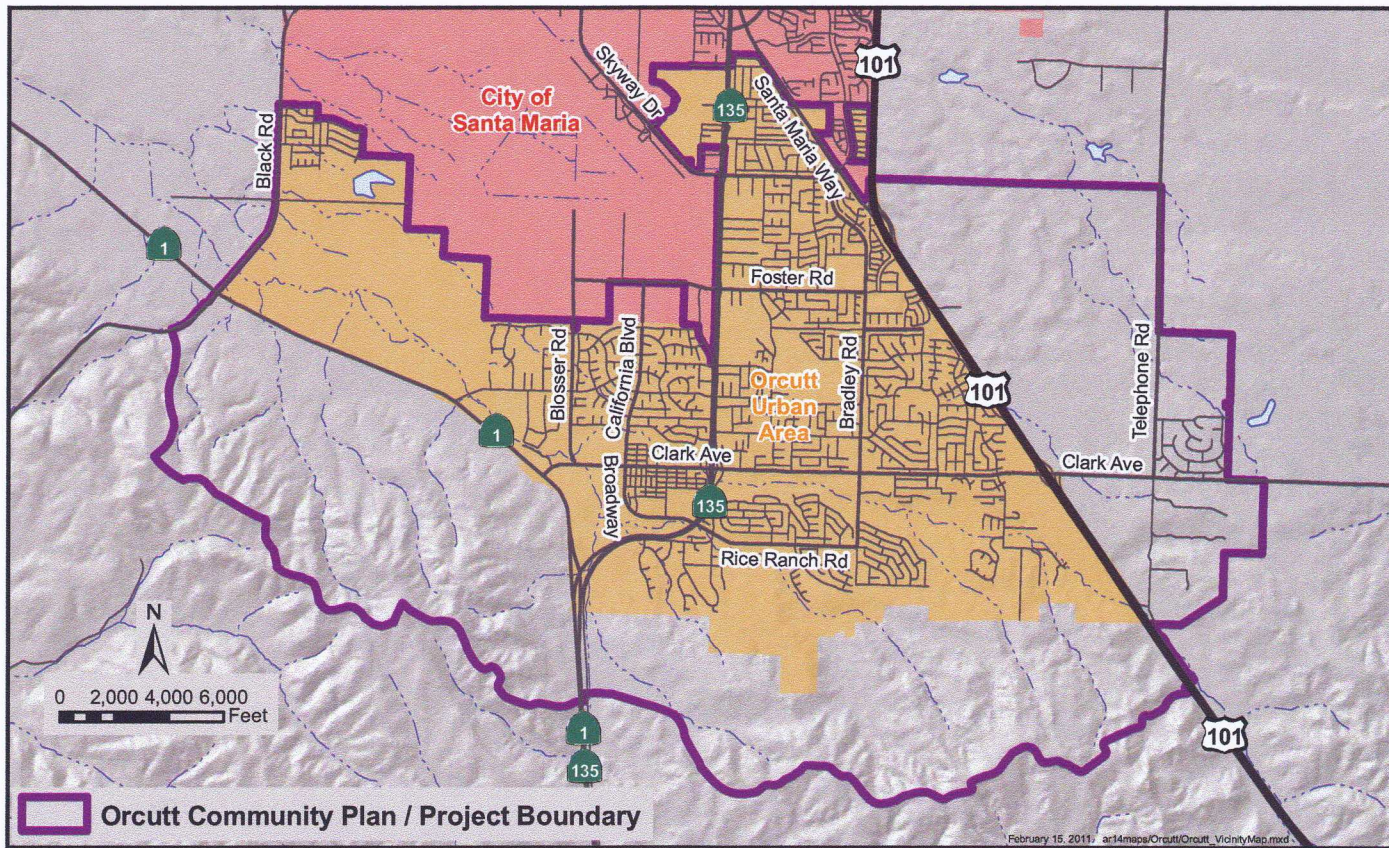 101
Skyway Dr
City of
Santa Maria
135
Santa Maria Way
Black Rd
1
Foster Rd
Telephone Rd
Blosser Rd
California Blvd
Bradley Rd
Orcutt
Urban
Area
101
1
Clark Ave
Clark Ave
Broadway
135
Rice Ranch Rd
N
0 2,000 4,000 6,000
Feet
1
135
101
Orcutt Community Plan / Project Boundary
February 15, 2011, ar14maps/Orcutt/Orcutt_VicinityMap.mxd